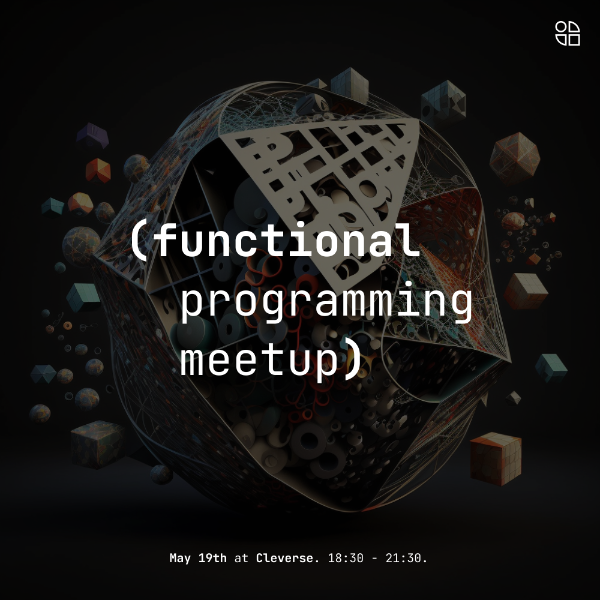 (functional
programming
meetup)
May 19th at Cleverse. 18:30 - 21:30.